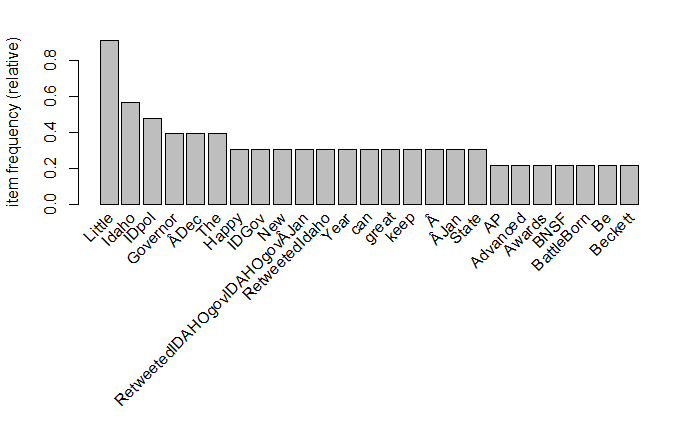 item frequency (relative)
0.8
0.6
0.4
0.2
0.0
Little
Idaho
IDpol
Governor
ÂDec
The
Happy
IDGov
New
RetweetedIDAHOgovIDAHOgovÂJan
RetweetedIdaho
Year
can
great
keep
Â
ÂJan
State
AP
Advanced
Awards
BNSF
BattleBorn
Be
Beckett